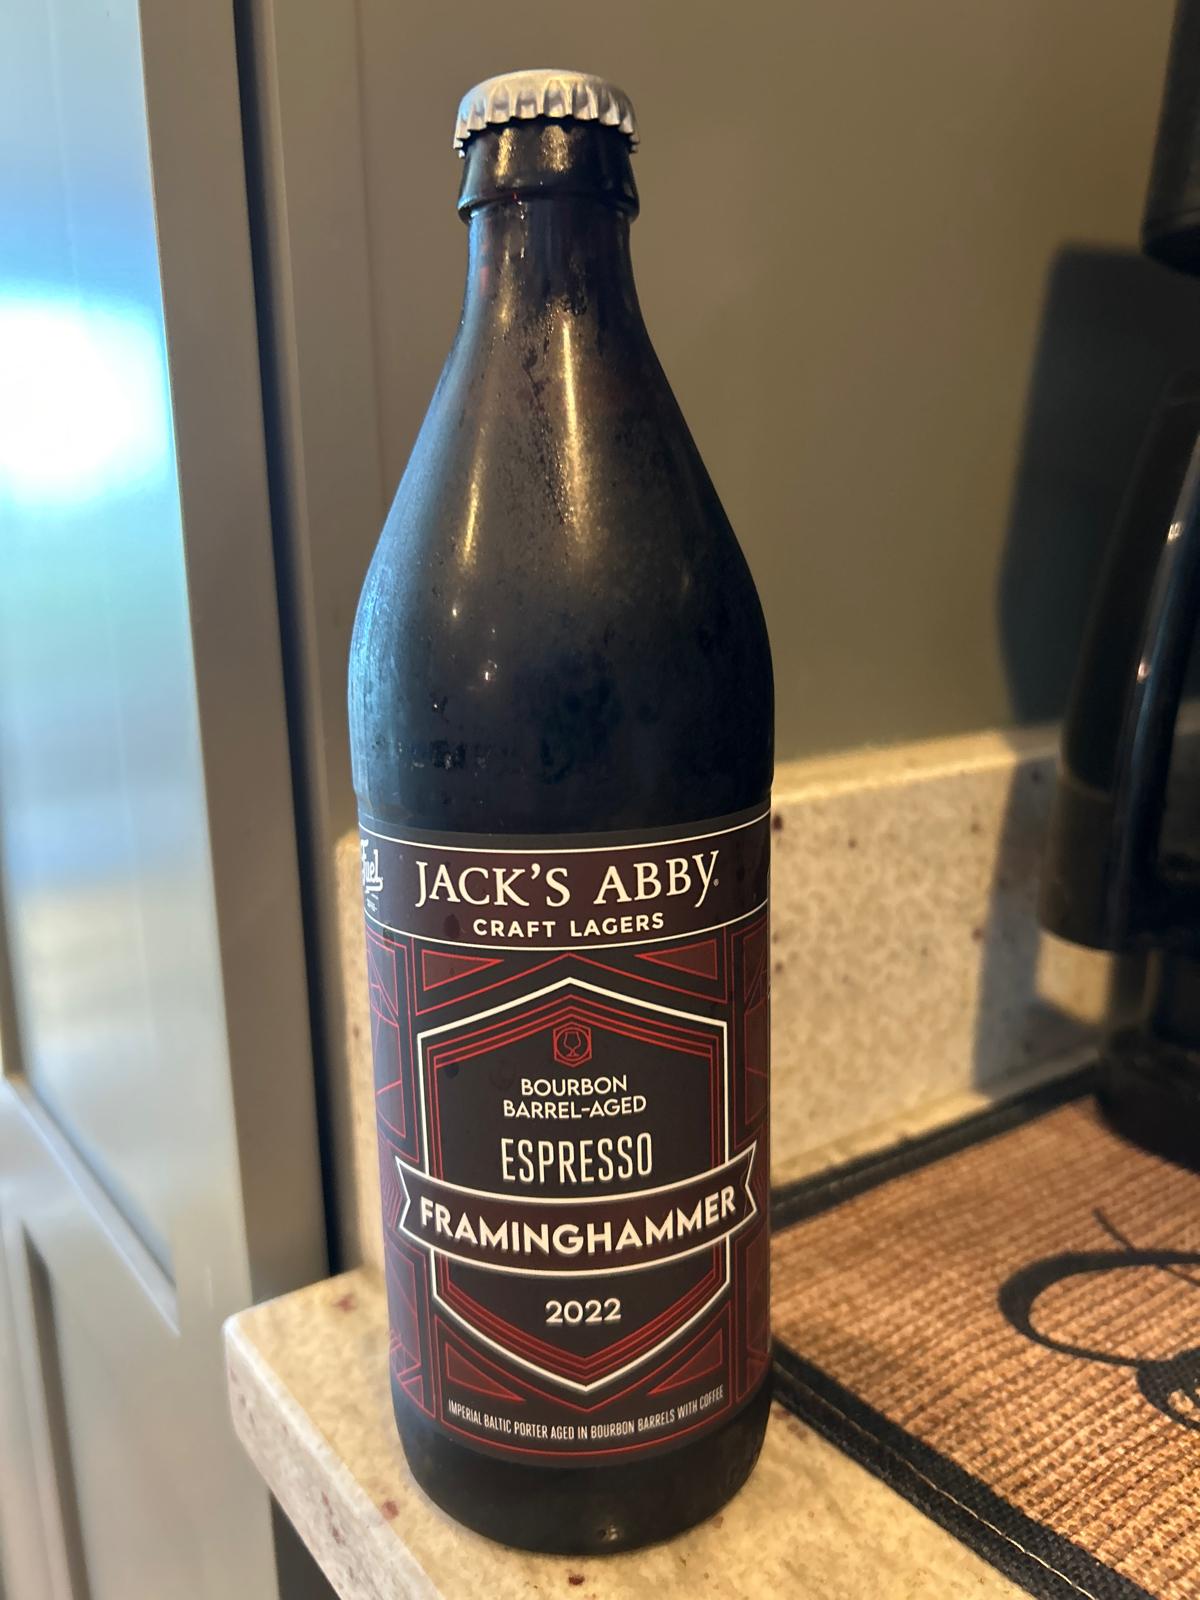 Fuel
JACK'S ABBY®
CRAFT LAGERS
BOURBON
BARREL-AGED
ESPRESSO
FRAMINGHAMMER
2022
IMPERIAL BALTIC PORTER AGED IN BOURBON BARRELS WITH COFFEE